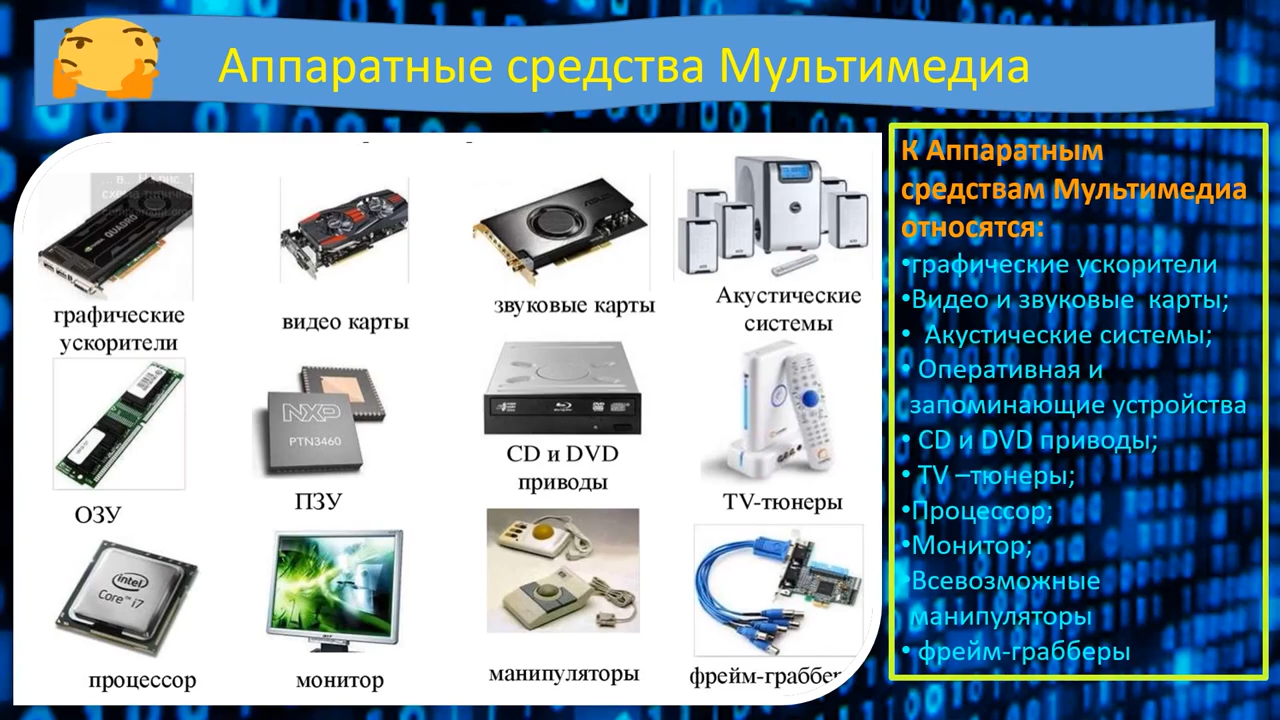 Аппаратные средства Мультимедиа
QUADRO
ASUS
графические
ускорители
видео карты
звуковые карты
Акустические
системы
NXP
PTN3460
ОЗУ
ПЗУ
CD и DVD
приводы
TV-тюнеры
intel
Core i7
процессор
монитор
манипуляторы
К Аппаратным
средствам Мультимедиа
относятся:
•графические ускорители
•Видео и звуковые карты;
• Акустические системы;
• Оперативная и
запоминающие устройства
• CD и DVD приводы;
• TV –тюнеры;
•Процессор;
•Монитор;
•Всевозможные
манипуляторы
• фрейм-грабберы